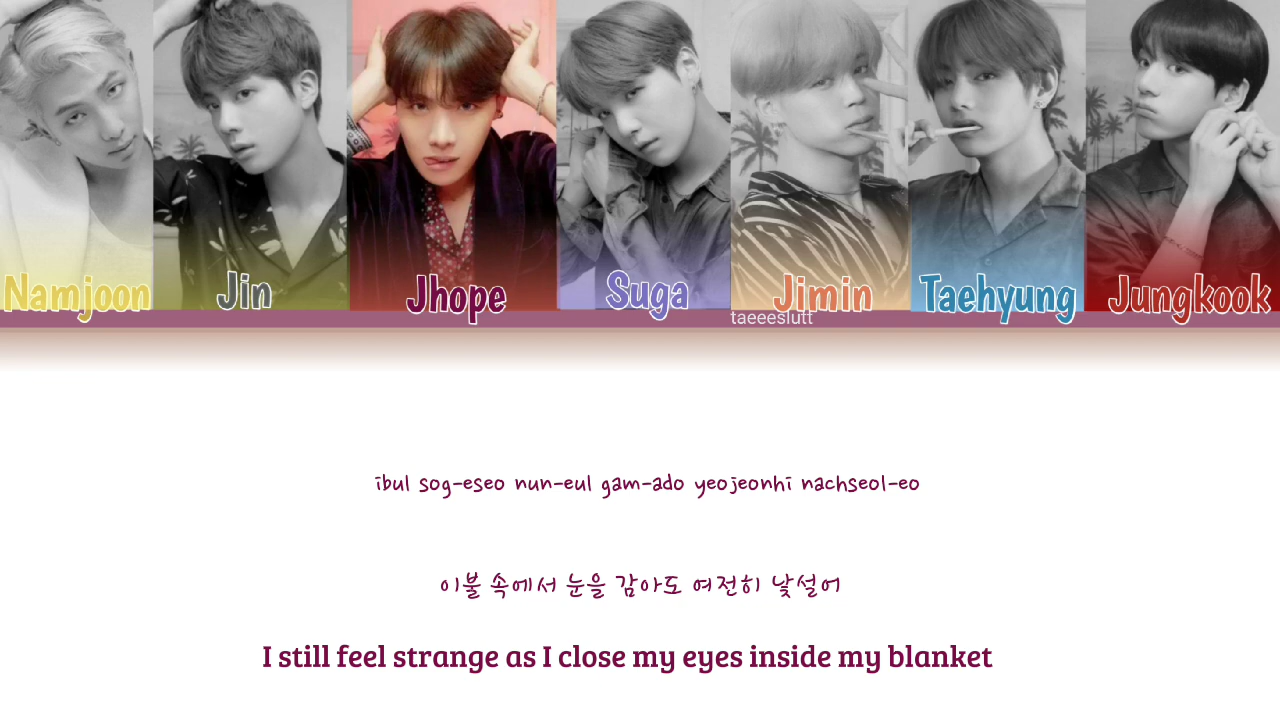 Namjoon Jin Jhope Suga Jimin Taehyung Jungkook
taeeeslutt
ibul sog-eseo nun-eul gam-ado yeojeonhi nachseol-eo
이불 속에서 눈을 감아도 여전히 낯설어
I still feel strange as I close my eyes inside my blanket